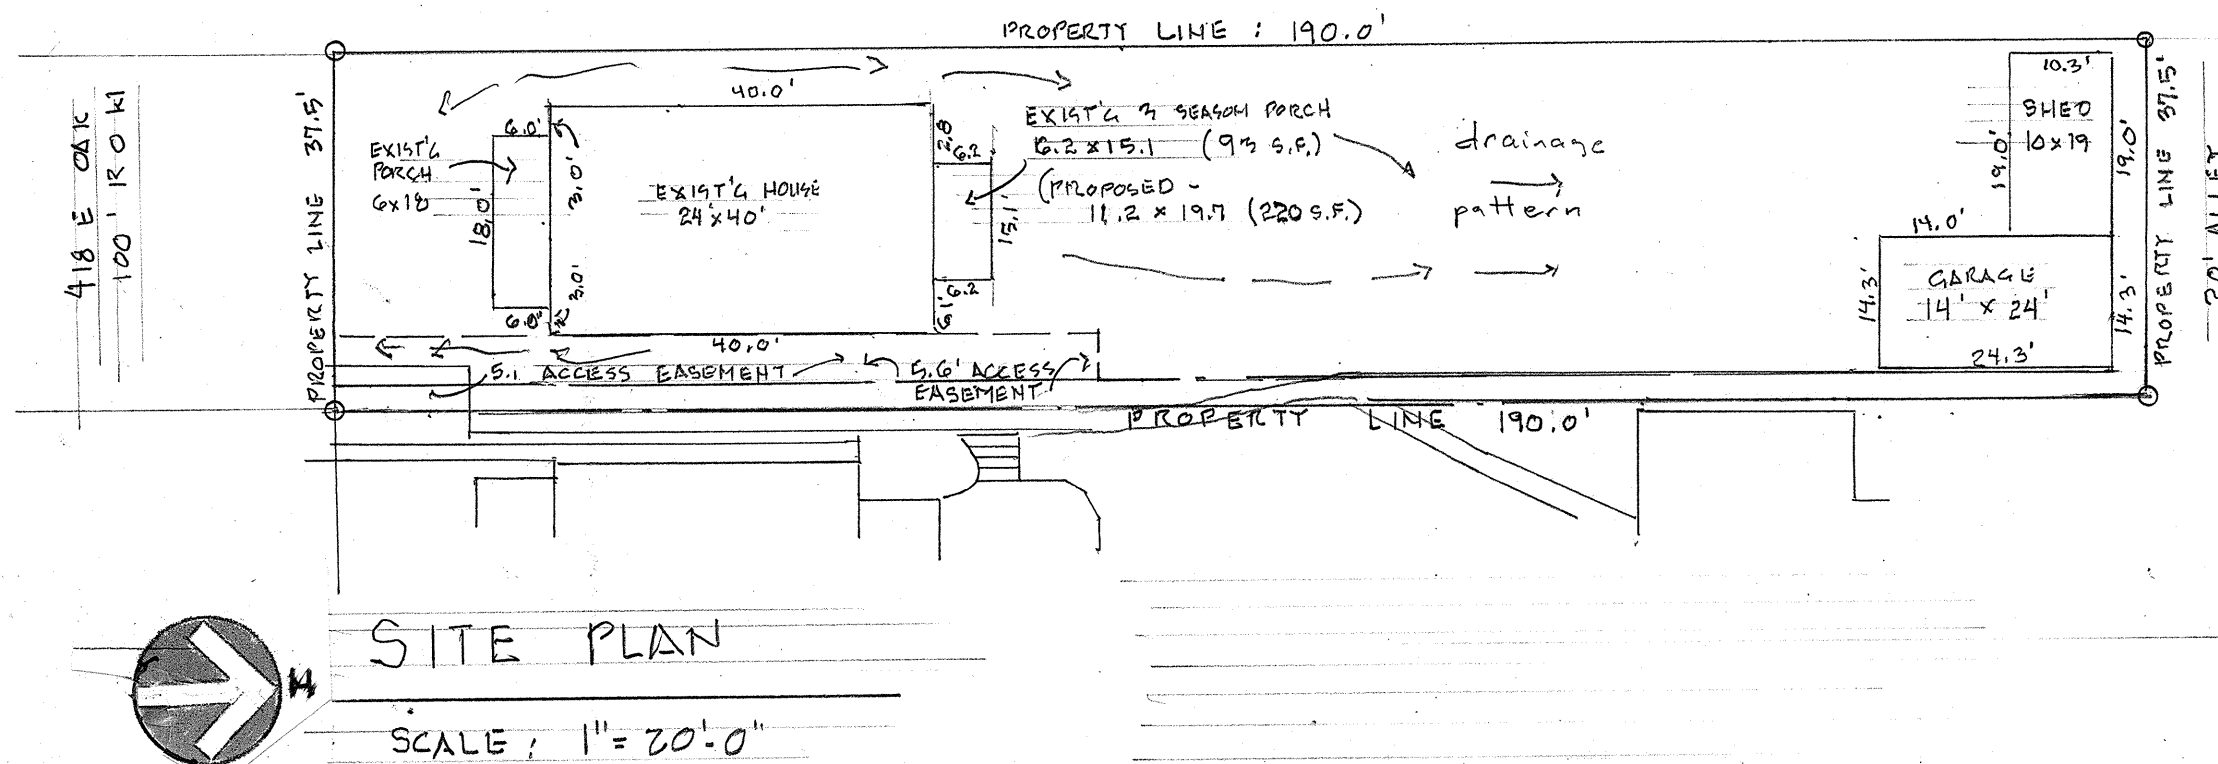 PROPERTY LINE : 190.0'
418 E OAK
100' ROW
PROPERTY LINE 37.5'
40.0'
6.0'
EXIST'G
PORCH
6x18
18.0'
3.0'
3.0'
6.0"
EXIST'G HOUSE
24'x40'
40.0'
2.8
6.2
15.1'
6.2
6.1'
EXIST'G 3 SEASON PORCH
6.2 x 15.1 (93 S.F.)
(PROPOSED -
11.2 x 19.7 (220 S.F.)
drainage
pattern
10.3'
SHED
10x19
19.0'
19.0'
14.0'
14.3'
GARAGE
14' x 24'
14.3'
24.3'
PROPERTY LINE 37.5'
5.1 ACCESS EASEMENT
5.6' ACCESS
EASEMENT
PROPERTY LINE 190.0'
N
SITE PLAN
SCALE : 1"= 20'-0"